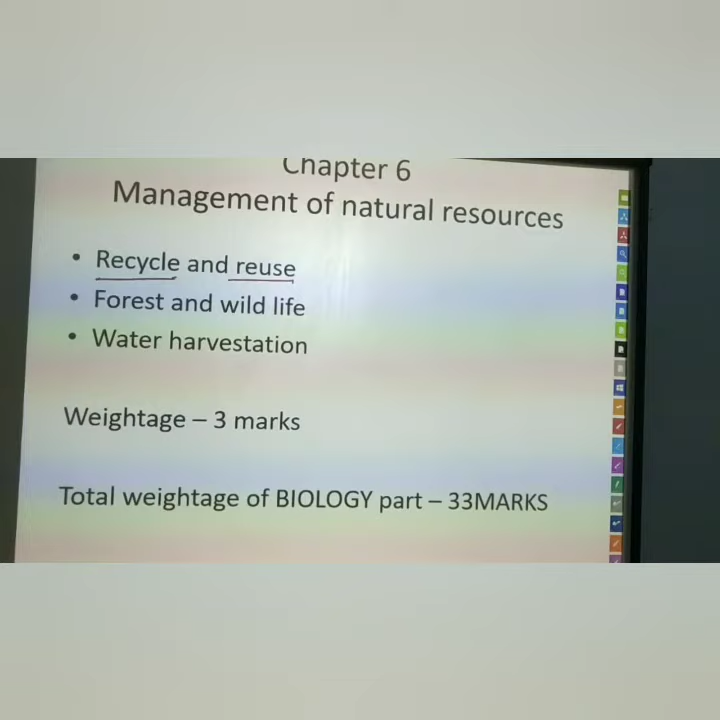 Chapter 6
Management of natural resources
• Recycle and reuse
• Forest and wild life
• Water harvestation
Weightage – 3 marks
Total weightage of BIOLOGY part – 33MARKS